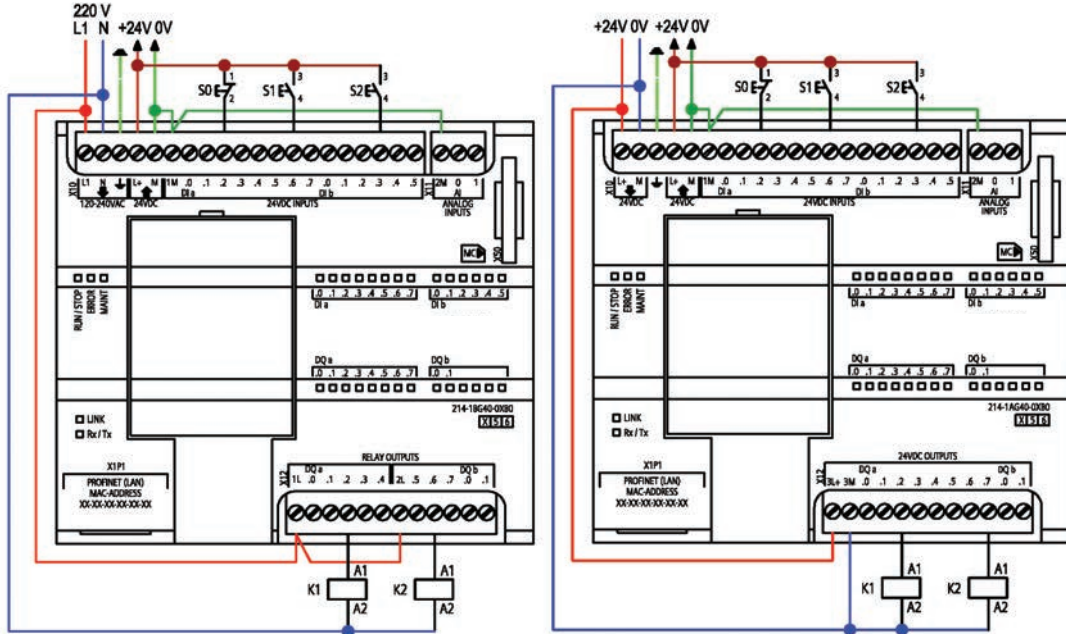 220 V
L1 N +24V 0V
1 3 3
S0 S1 S2
2 4 4
X10 L1 N L+ M 1M .0 .1 .2 .3 .4 .5 .6 .7 .0 .1 .2 .3 .4 .5 X11 2M 0 1
DI a DI b AI
120-240VAC 24VDC 24VDC INPUTS ANALOG INPUTS
X50
MC
RUN / STOP
ERROR
MAINT
.0 .1 .2 .3 .4 .5 .6 .7 .0 .1 .2 .3 .4 .5
DI a DI b
DQ a DQ b
.0 .1 .2 .3 .4 .5 .6 .7 .0 .1
214-1BG40-0XB0
LINK X 5 6
Rx / Tx
X1P1
PROFINET (LAN)
MAC-ADDRESS
XX-XX-XX-XX-XX-XX
RELAY OUTPUTS
X12 DQ a DQ b
1L .0 .1 .2 .3 .4 2L .5 .6 .7 .0 .1
A1 A1
K1 K2
A2 A2
+24V 0V +24V 0V
1 3 3
S0 S1 S2
2 4 4
X10 L+ M L+ M 1M .0 .1 .2 .3 .4 .5 .6 .7 .0 .1 .2 .3 .4 .5 X11 2M 0 1
DI a DI b AI
24VDC 24VDC 24VDC INPUTS ANALOG INPUTS
X50
MC
RUN / STOP
ERROR
MAINT
.0 .1 .2 .3 .4 .5 .6 .7 .0 .1 .2 .3 .4 .5
DI a DI b
DQ a DQ b
.0 .1 .2 .3 .4 .5 .6 .7 .0 .1
214-1AG40-0XB0
LINK X 5 6
Rx / Tx
X1P1
PROFINET (LAN)
MAC-ADDRESS
XX-XX-XX-XX-XX-XX
24VDC OUTPUTS
X12 DQ a DQ b
3L+ 3M .0 .1 .2 .3 .4 .5 .6 .7 .0 .1
A1 A1
K1 K2
A2 A2